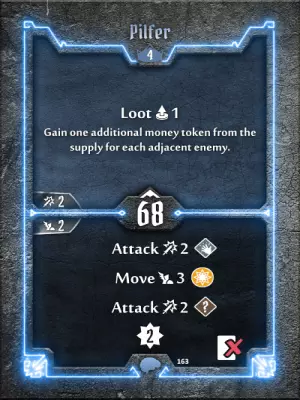 Pilfer
4
Loot 1
Gain one additional money token from the
supply for each adjacent enemy.
2
2
68
Attack 2
Move 3
Attack 2 ?
2
163